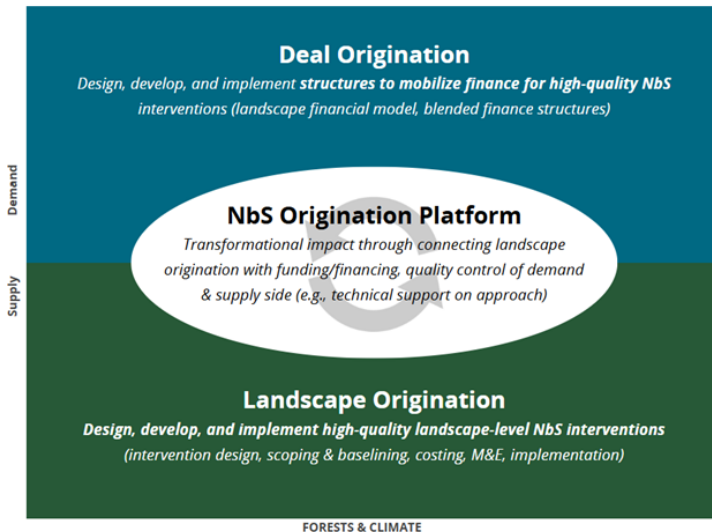 Deal Origination
Design, develop, and implement structures to mobilize finance for high-quality NbS
interventions (landscape financial model, blended finance structures)
Demand
NbS Origination Platform
Transformational impact through connecting landscape
origination with funding/financing, quality control of demand
& supply side (e.g., technical support on approach)
Supply
Landscape Origination
Design, develop, and implement high-quality landscape-level NbS interventions
(intervention design, scoping & baselining, costing, M&E, implementation)
FORESTS & CLIMATE